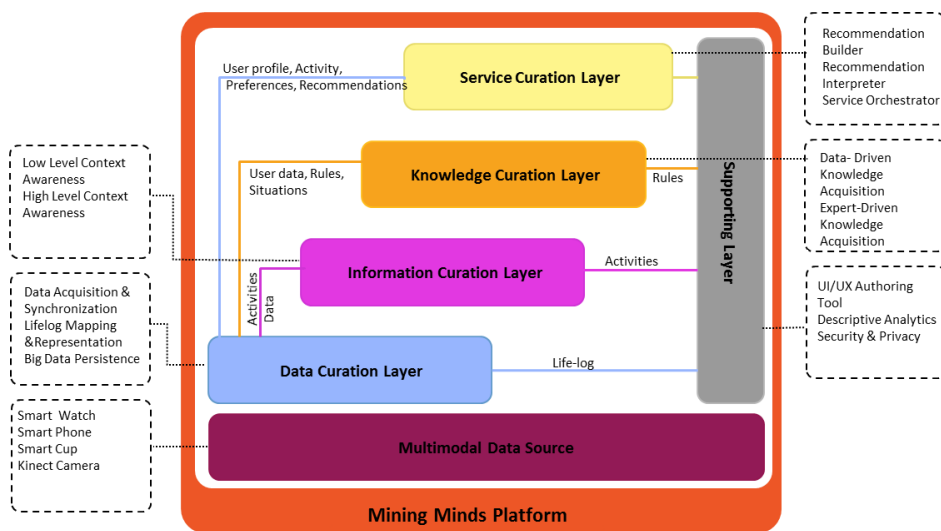 Recommendation
Builder
Recommendation
Interpreter
Service Orchestrator
Service Curation Layer
User profile, Activity,
Preferences, Recommendations
Low Level Context
Awareness
High Level Context
Awareness
User data, Rules,
Situations
Knowledge Curation Layer
Rules
Supporting Layer
Data- Driven
Knowledge
Acquisition
Expert-Driven
Knowledge
Acquisition
Information Curation Layer
Activities
Activities
Data
Data Acquisition &
Synchronization
Lifelog Mapping
&Representation
Big Data Persistence
UI/UX Authoring
Tool
Descriptive Analytics
Security & Privacy
Data Curation Layer
Life-log
Smart Watch
Smart Phone
Smart Cup
Kinect Camera
Multimodal Data Source
Mining Minds Platform